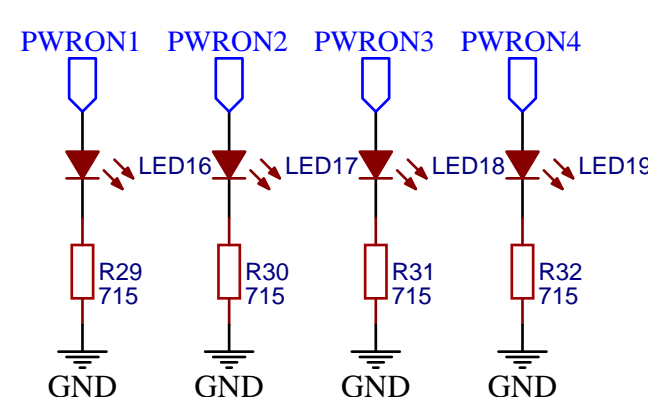 PWRON1 PWRON2 PWRON3 PWRON4
LED16 LED17 LED18 LED19
R29 R30 R31 R32
715 715 715 715
GND GND GND GND